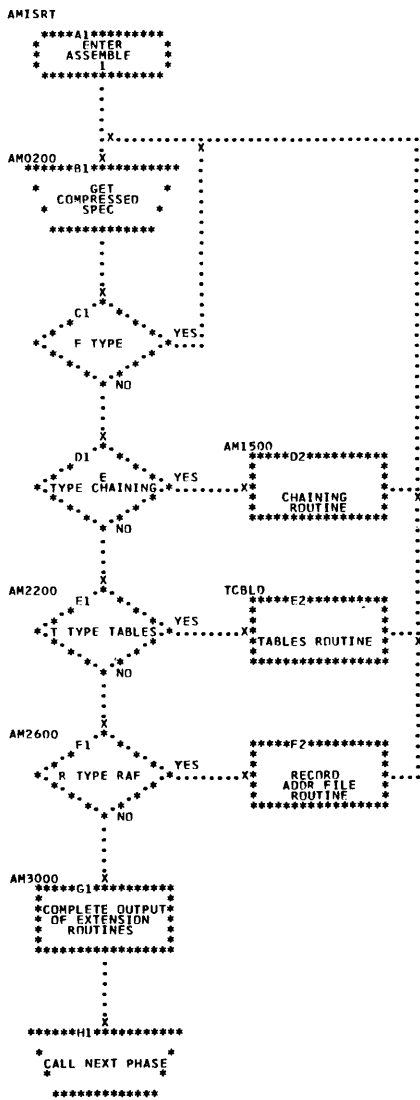 AMISRT
A1
ENTER
ASSEMBLE
1
AM0200
B1
GET
COMPRESSED
SPEC
C1
F TYPE
YES
NO
D1
E
TYPE CHAINING
YES
NO
AM1500
D2
CHAINING
ROUTINE
AM2200
E1
T TYPE TABLES
YES
NO
TCBLD
E2
TABLES ROUTINE
AM2600
F1
R TYPE RAF
YES
NO
F2
RECORD
ADDR FILE
ROUTINE
AM3000
G1
COMPLETE OUTPUT
OF EXTENSION
ROUTINES
H1
CALL NEXT PHASE